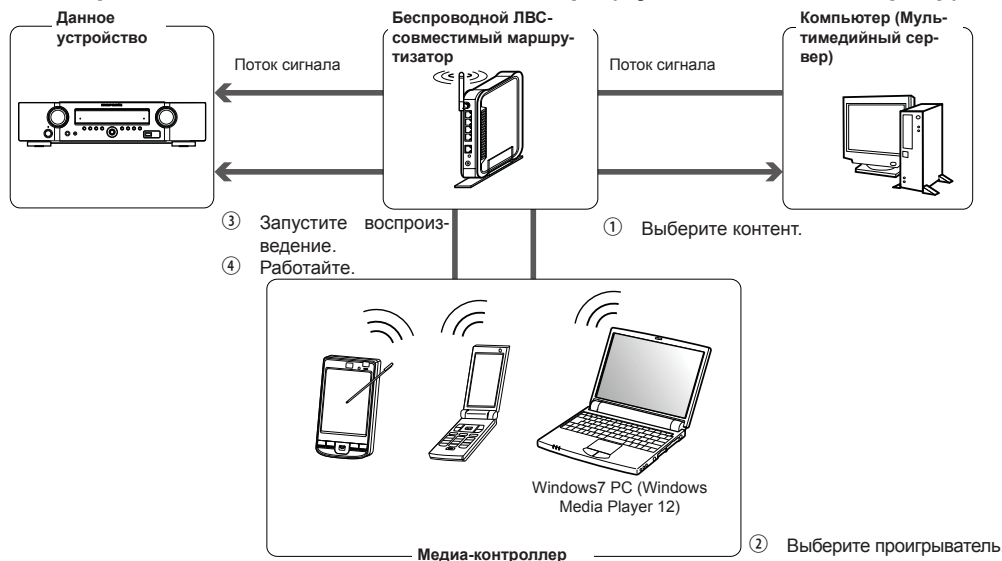 Данное
устройство
Беспроводной ЛВС-
совместимый маршру-
тизатор
Компьютер (Муль-
тимедийный сер-
вер)
Поток сигнала
Поток сигнала
③ Запустите воспроиз-
ведение.
④ Работайте.
① Выберите контент.
Windows7 PC (Windows
Media Player 12)
Медиа-контроллер
② Выберите проигрыватель